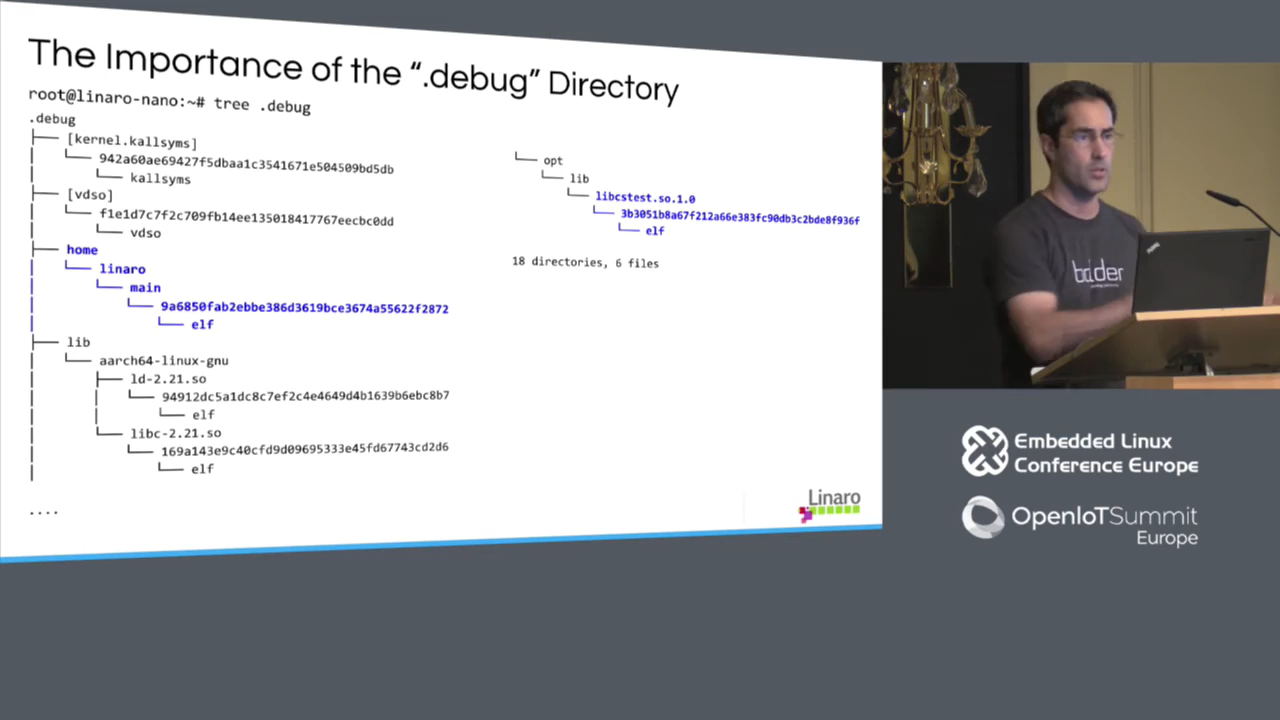 The Importance of the “.debug” Directory
root@linaro-nano:~# tree .debug
.debug
├── [kernel.kallsyms]
│   └── 942a60ae69427f5dbaa1c3541671e504509bd5db
│       └── kallsyms
├── [vdso]
│   └── f1e1d7c7f2c709fb14ee135018417767eecbc0dd
│       └── vdso
├── home
│   └── linaro
│       └── main
│           └── 9a6850fab2ebbe386d3619bce3674a55622f2872
│               └── elf
├── lib
│   └── aarch64-linux-gnu
│       ├── ld-2.21.so
│       │   └── 94912dc5a1dc8c7ef2c4e4649d4b1639b6ebc8b7
│       │       └── elf
│       └── libc-2.21.so
│           └── 169a143e9c40cfd9d09695333e45fd67743cd2d6
│               └── elf
....
└── opt
    └── lib
        └── libcstest.so.1.0
            └── 3b3051b8a67f212a66e383fc90db3c2bde8f936f
                └── elf
18 directories, 6 files
Linaro
Embedded Linux
Conference Europe
OpenIoTSummit
Europe